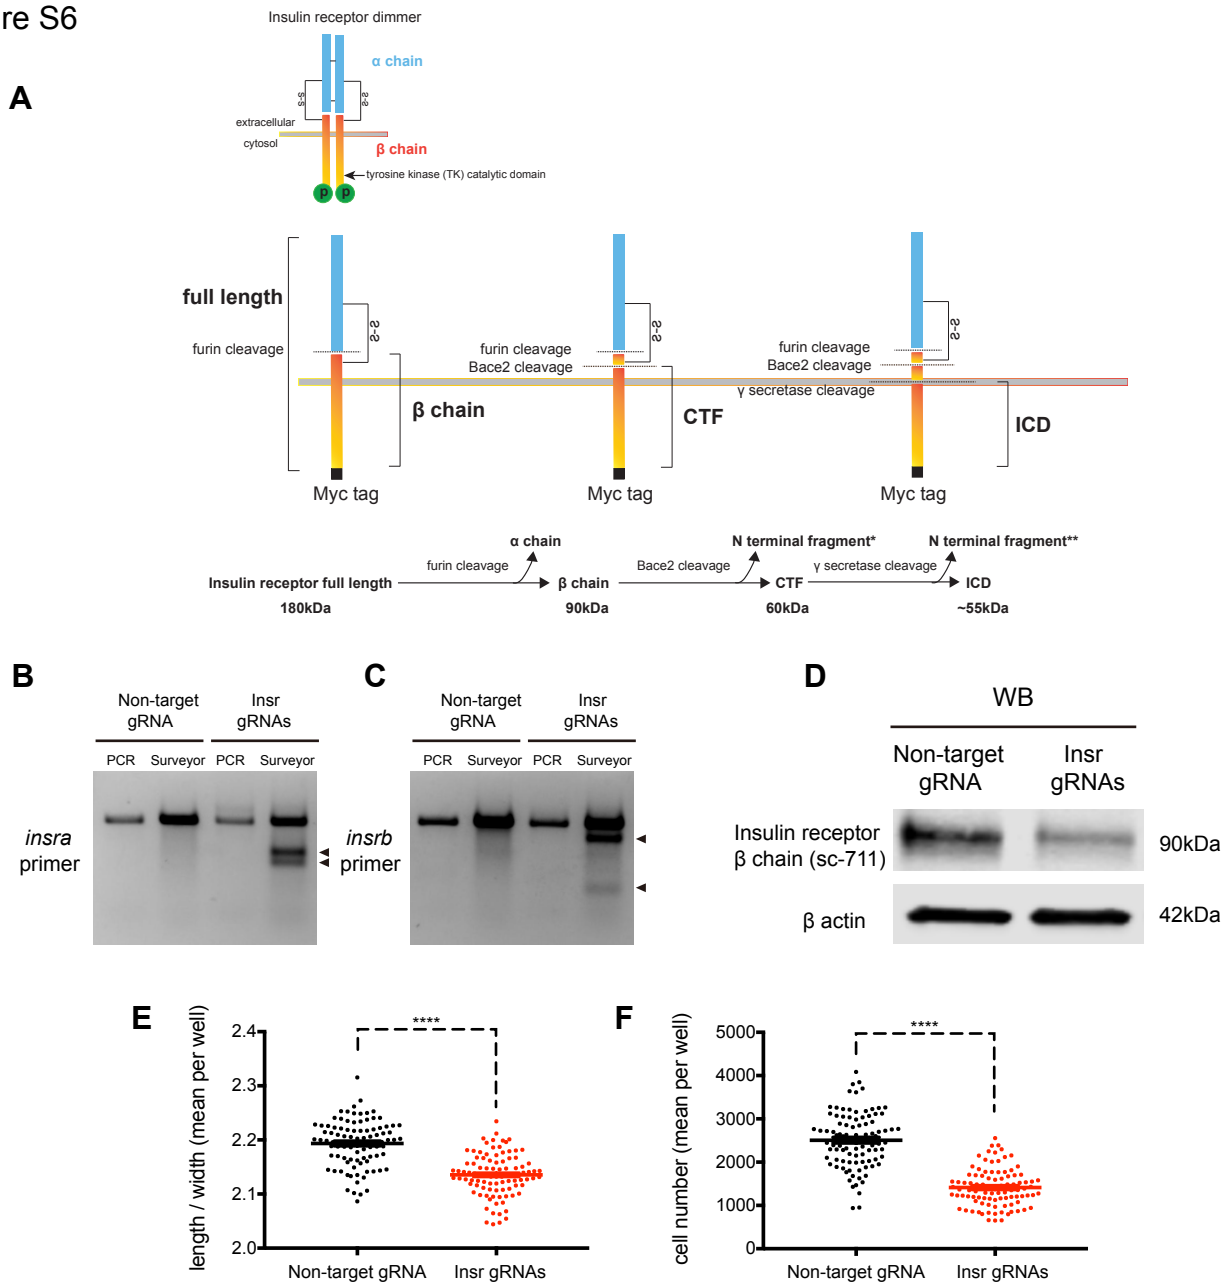 re S6
Insulin receptor dimmer
α chain
A
s-s
s-s
extracellular
cytosol
β chain
tyrosine kinase (TK) catalytic domain
p p
full length
s-s
s-s
s-s
furin cleavage
furin cleavage
furin cleavage
Bace2 cleavage
Bace2 cleavage
γ secretase cleavage
β chain
CTF
ICD
Myc tag
Myc tag
Myc tag
α chain
N terminal fragment*
N terminal fragment**
furin cleavage
Bace2 cleavage
γ secretase cleavage
Insulin receptor full length
β chain
CTF
ICD
180kDa
90kDa
60kDa
~55kDa
B
Non-target
gRNA
Insr
gRNAs
PCR Surveyor PCR Surveyor
insra
primer
C
Non-target
gRNA
Insr
gRNAs
PCR Surveyor PCR Surveyor
insrb
primer
D
WB
Non-target
gRNA
Insr
gRNAs
Insulin receptor
β chain (sc-711)
90kDa
β actin
42kDa
E
length / width (mean per well)
****
2.4
2.3
2.2
2.1
2.0
Non-target gRNA
Insr gRNAs
F
cell number (mean per well)
****
5000
4000
3000
2000
1000
0
Non-target gRNA
Insr gRNAs